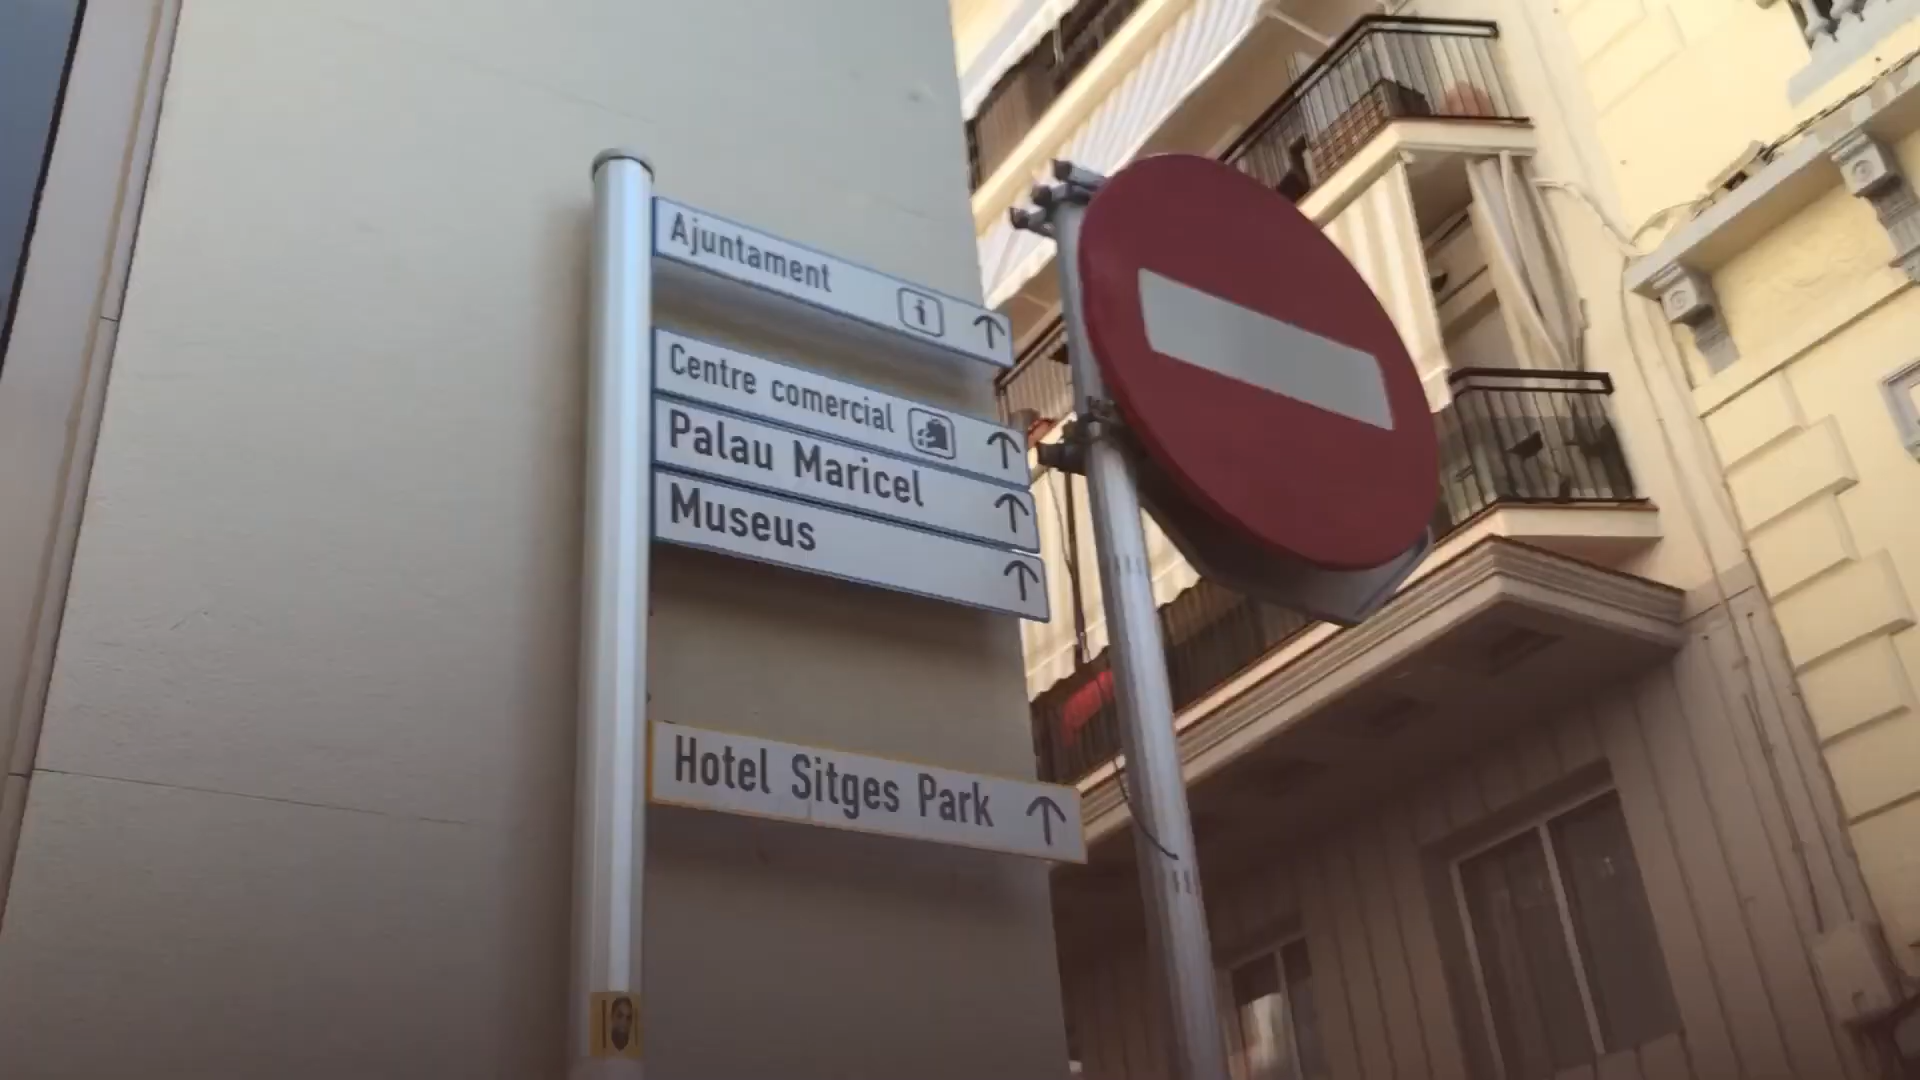 Ajuntament
Centre comercial
Palau Maricel
Museus
Hotel Sitges Park